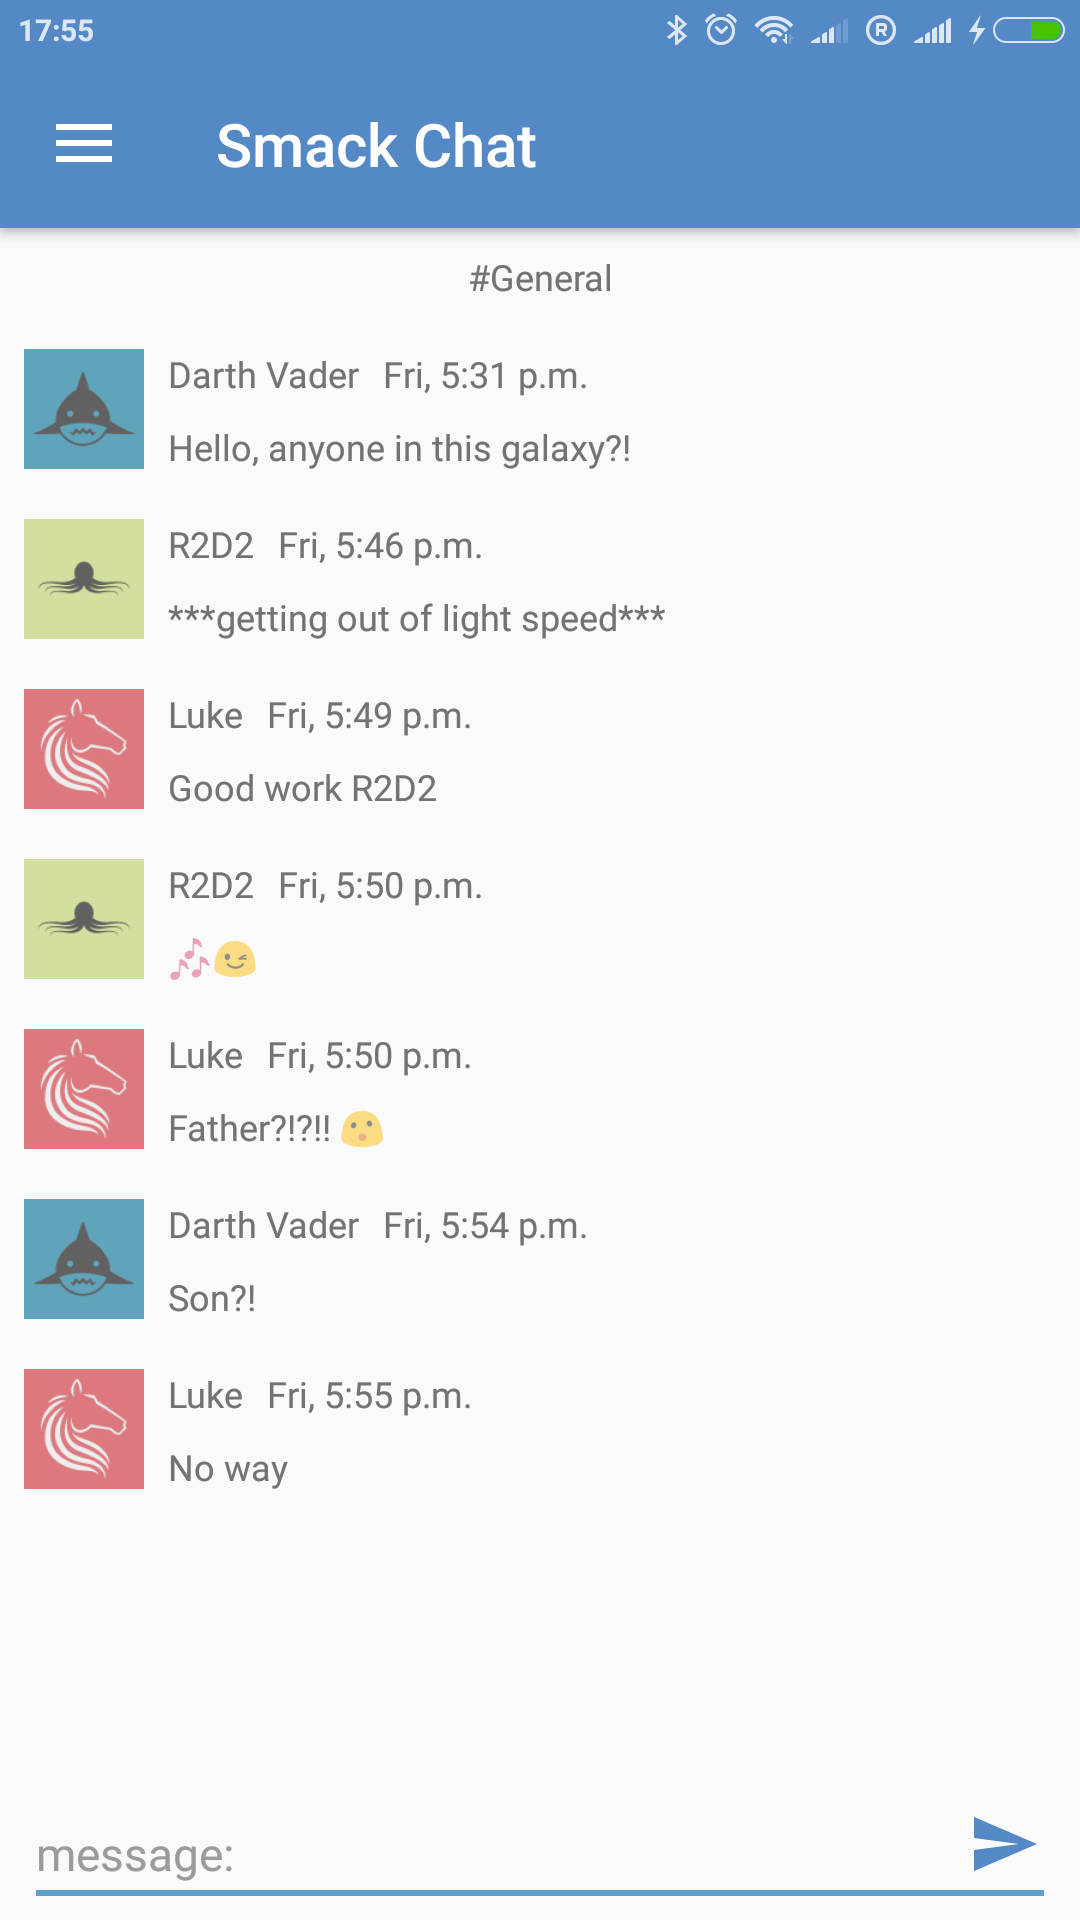 17:55
R
Smack Chat
#General
Darth Vader Fri, 5:31 p.m.
Hello, anyone in this galaxy?!
R2D2 Fri, 5:46 p.m.
***getting out of light speed***
Luke Fri, 5:49 p.m.
Good work R2D2
R2D2 Fri, 5:50 p.m.
🎶😉
Luke Fri, 5:50 p.m.
Father?!?!! 😮
Darth Vader Fri, 5:54 p.m.
Son?!
Luke Fri, 5:55 p.m.
No way
message: